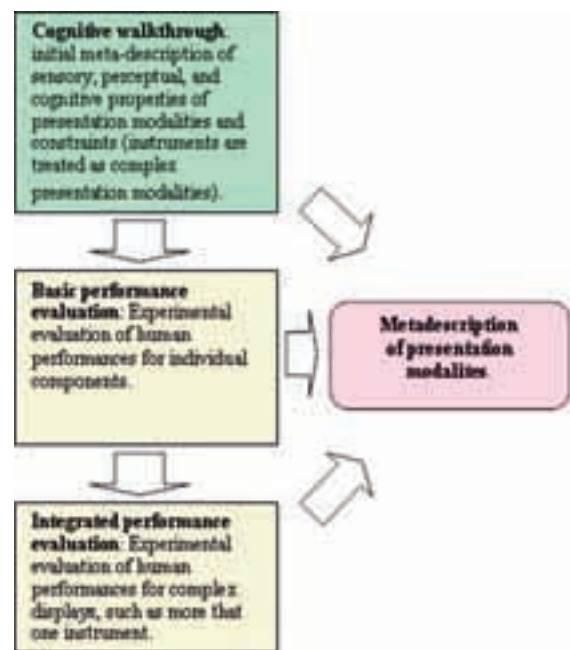 Cognitive walkthrough:
initial meta-description of
sensory, perceptual, and
cognitive properties of
presentation modalities and
constraints (instruments are
treated as complex
presentation modalities).
Basic performance
evaluation: Experimental
evaluation of human
performances for individual
components.
Metadescription
of presentation
modalites
Integrated performance
evaluation: Experimental
evaluation of human
performances for complex
displays, such as more that
one instrument.